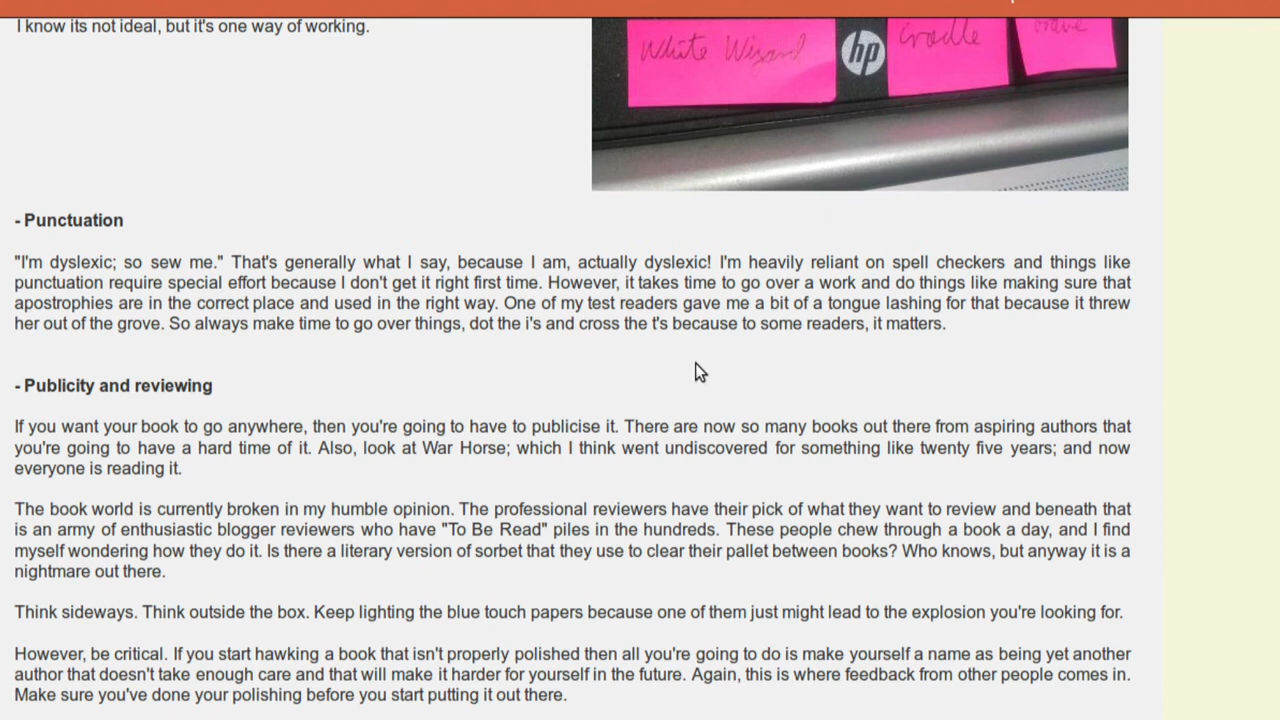 I know its not ideal, but it's one way of working.
White Wizard
hp
Cradle
- Punctuation
"I'm dyslexic; so sew me." That's generally what I say, because I am, actually dyslexic! I'm heavily reliant on spell checkers and things like
punctuation require special effort because I don't get it right first time. However, it takes time to go over a work and do things like making sure that
apostrophies are in the correct place and used in the right way. One of my test readers gave me a bit of a tongue lashing for that because it threw
her out of the grove. So always make time to go over things, dot the i's and cross the t's because to some readers, it matters.
- Publicity and reviewing
If you want your book to go anywhere, then you're going to have to publicise it. There are now so many books out there from aspiring authors that
you're going to have a hard time of it. Also, look at War Horse; which I think went undiscovered for something like twenty five years; and now
everyone is reading it.
The book world is currently broken in my humble opinion. The professional reviewers have their pick of what they want to review and beneath that
is an army of enthusiastic blogger reviewers who have "To Be Read" piles in the hundreds. These people chew through a book a day, and I find
myself wondering how they do it. Is there a literary version of sorbet that they use to clear their pallet between books? Who knows, but anyway it is a
nightmare out there.
Think sideways. Think outside the box. Keep lighting the blue touch papers because one of them just might lead to the explosion you're looking for.
However, be critical. If you start hawking a book that isn't properly polished then all you're going to do is make yourself a name as being yet another
author that doesn't take enough care and that will make it harder for yourself in the future. Again, this is where feedback from other people comes in.
Make sure you've done your polishing before you start putting it out there.